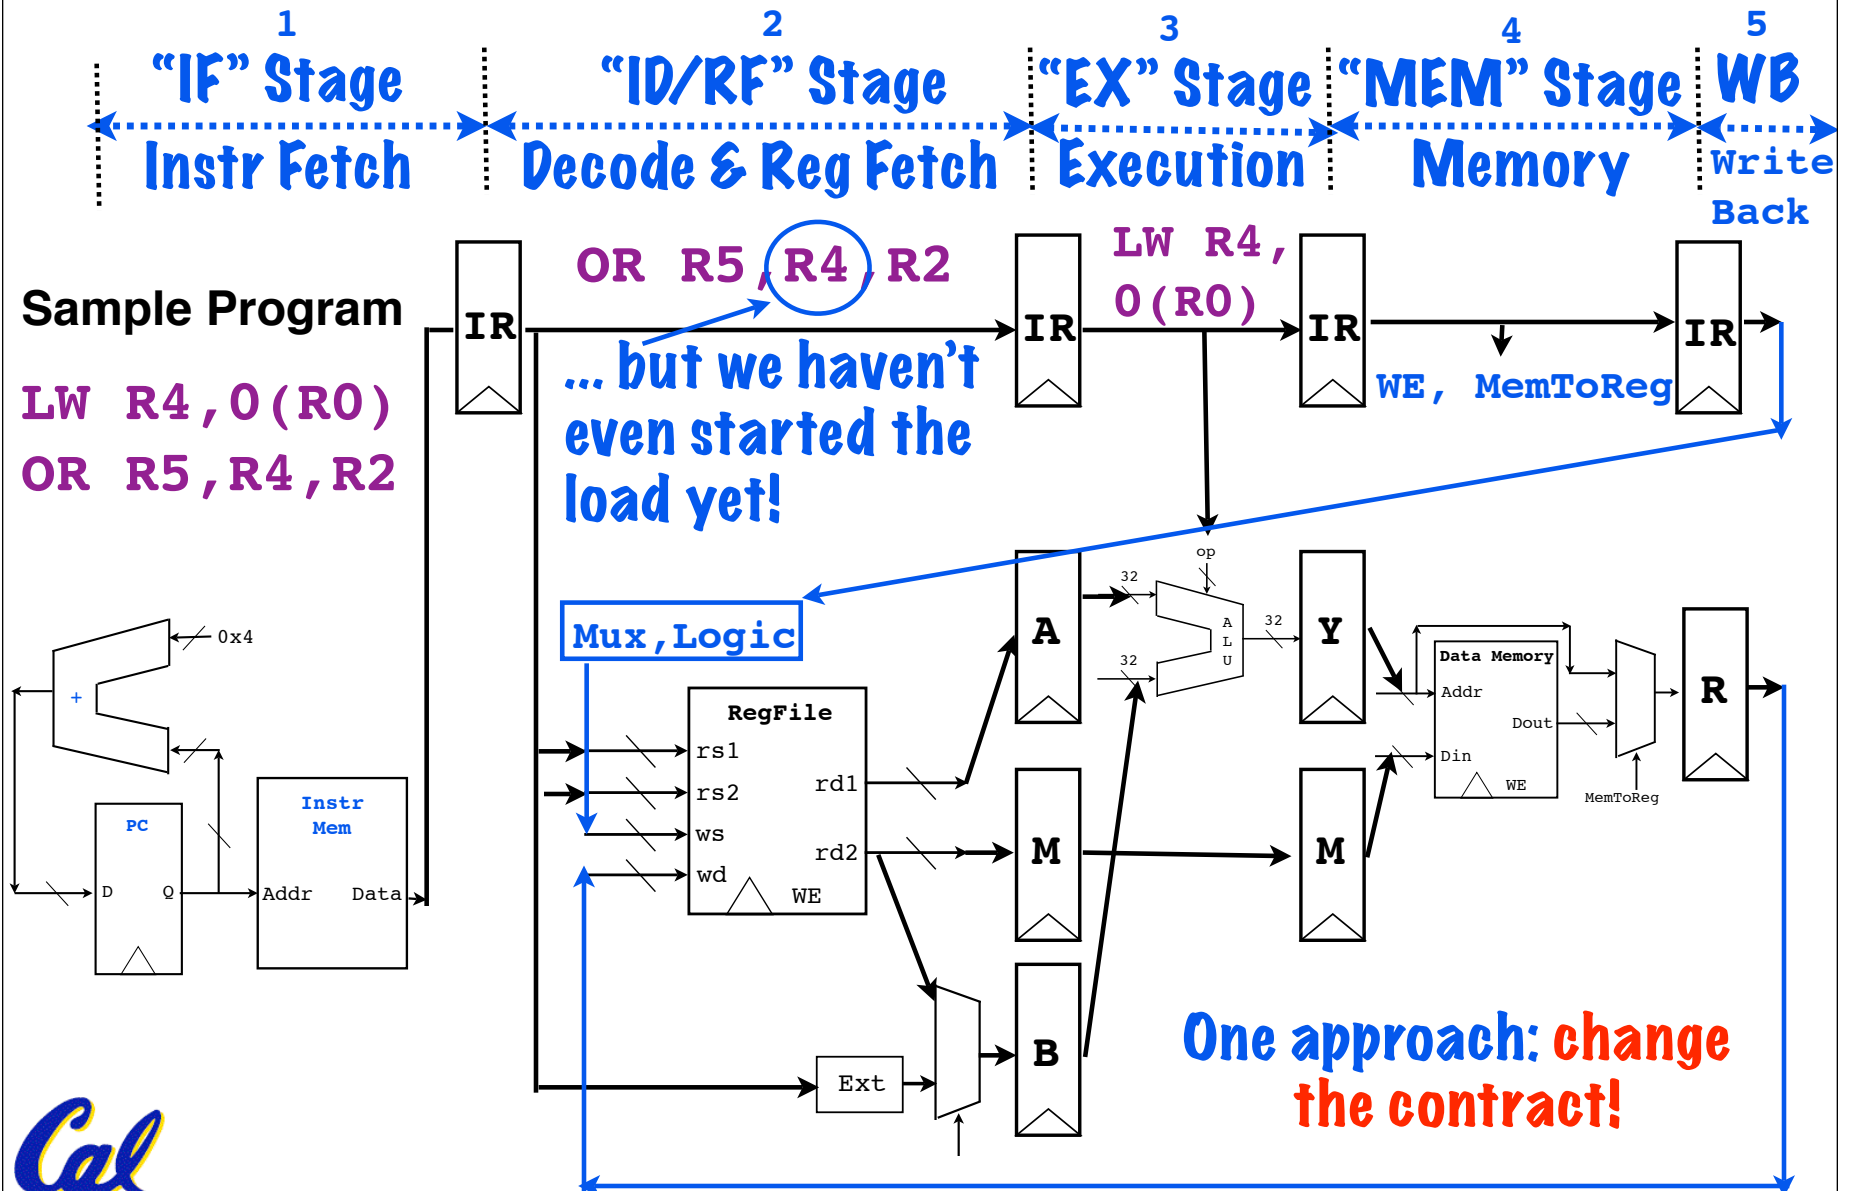 1
2
3
4
5
“IF” Stage
“ID/RF” Stage
“EX” Stage
“MEM” Stage
WB
Instr Fetch
Decode & Reg Fetch
Execution
Memory
Write
Back
OR R5,R4,R2
LW R4,
0(R0)
Sample Program
IR
IR
IR
IR
... but we haven't
even started the
load yet!
WE, MemToReg
LW R4,0(R0)
OR R5,R4,R2
Mux,Logic
op
32
32
32
A
L
U
A
Y
0x4
+
RegFile
rs1
rs2
ws
wd
rd1
rd2
WE
Data Memory
Addr
Dout
Din
WE
MemToReg
R
PC
D
Q
Instr
Mem
Addr
Data
M
M
B
Ext
One approach: change
the contract!
Cal